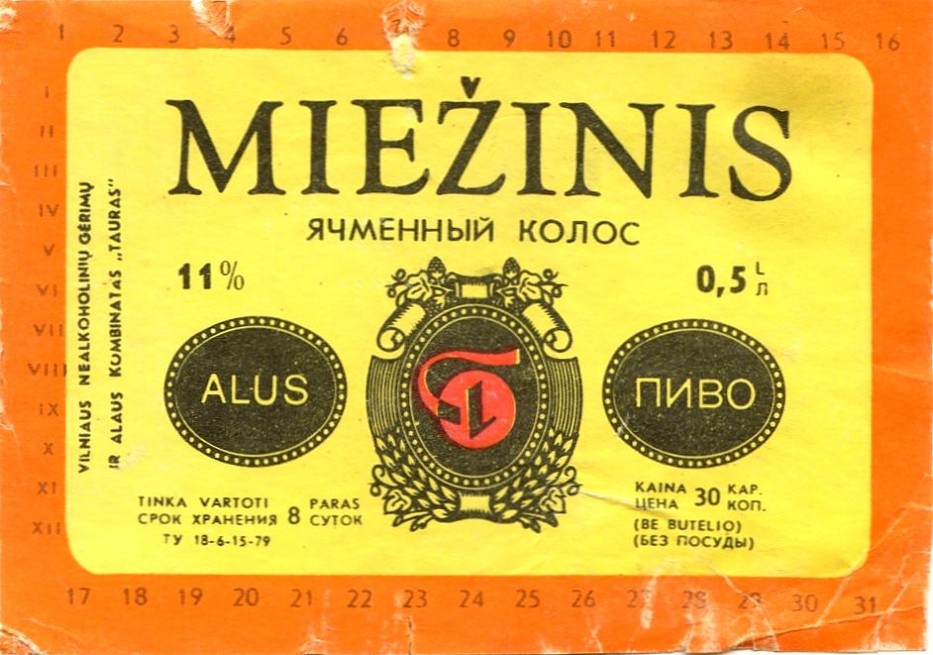 1 2 3 4 5 6 8 9 10 11 12 13 14 15 16
I
II
III
IV
V
VI
VII
VIII
IX
X
XI
XII
VILNIAUS NEALKOHOLINIŲ GĖRIMŲ
IR ALAUS KOMBINATAS „TAURAS"
MIEŽINIS
ЯЧМЕННЫЙ КОЛОС
11%
0,5 L
Л
ALUS
ПИВО
TINKA VARTOTI 8 PARAS
СРОК ХРАНЕНИЯ СУТОК
ТУ 18-6-15-79
KAINA 30 KAP.
ЦЕНА КОП.
(BE BUTELIO)
(БЕЗ ПОСУДЫ)
17 18 19 20 21 22 23 24 25 26 27 28 29 30 31